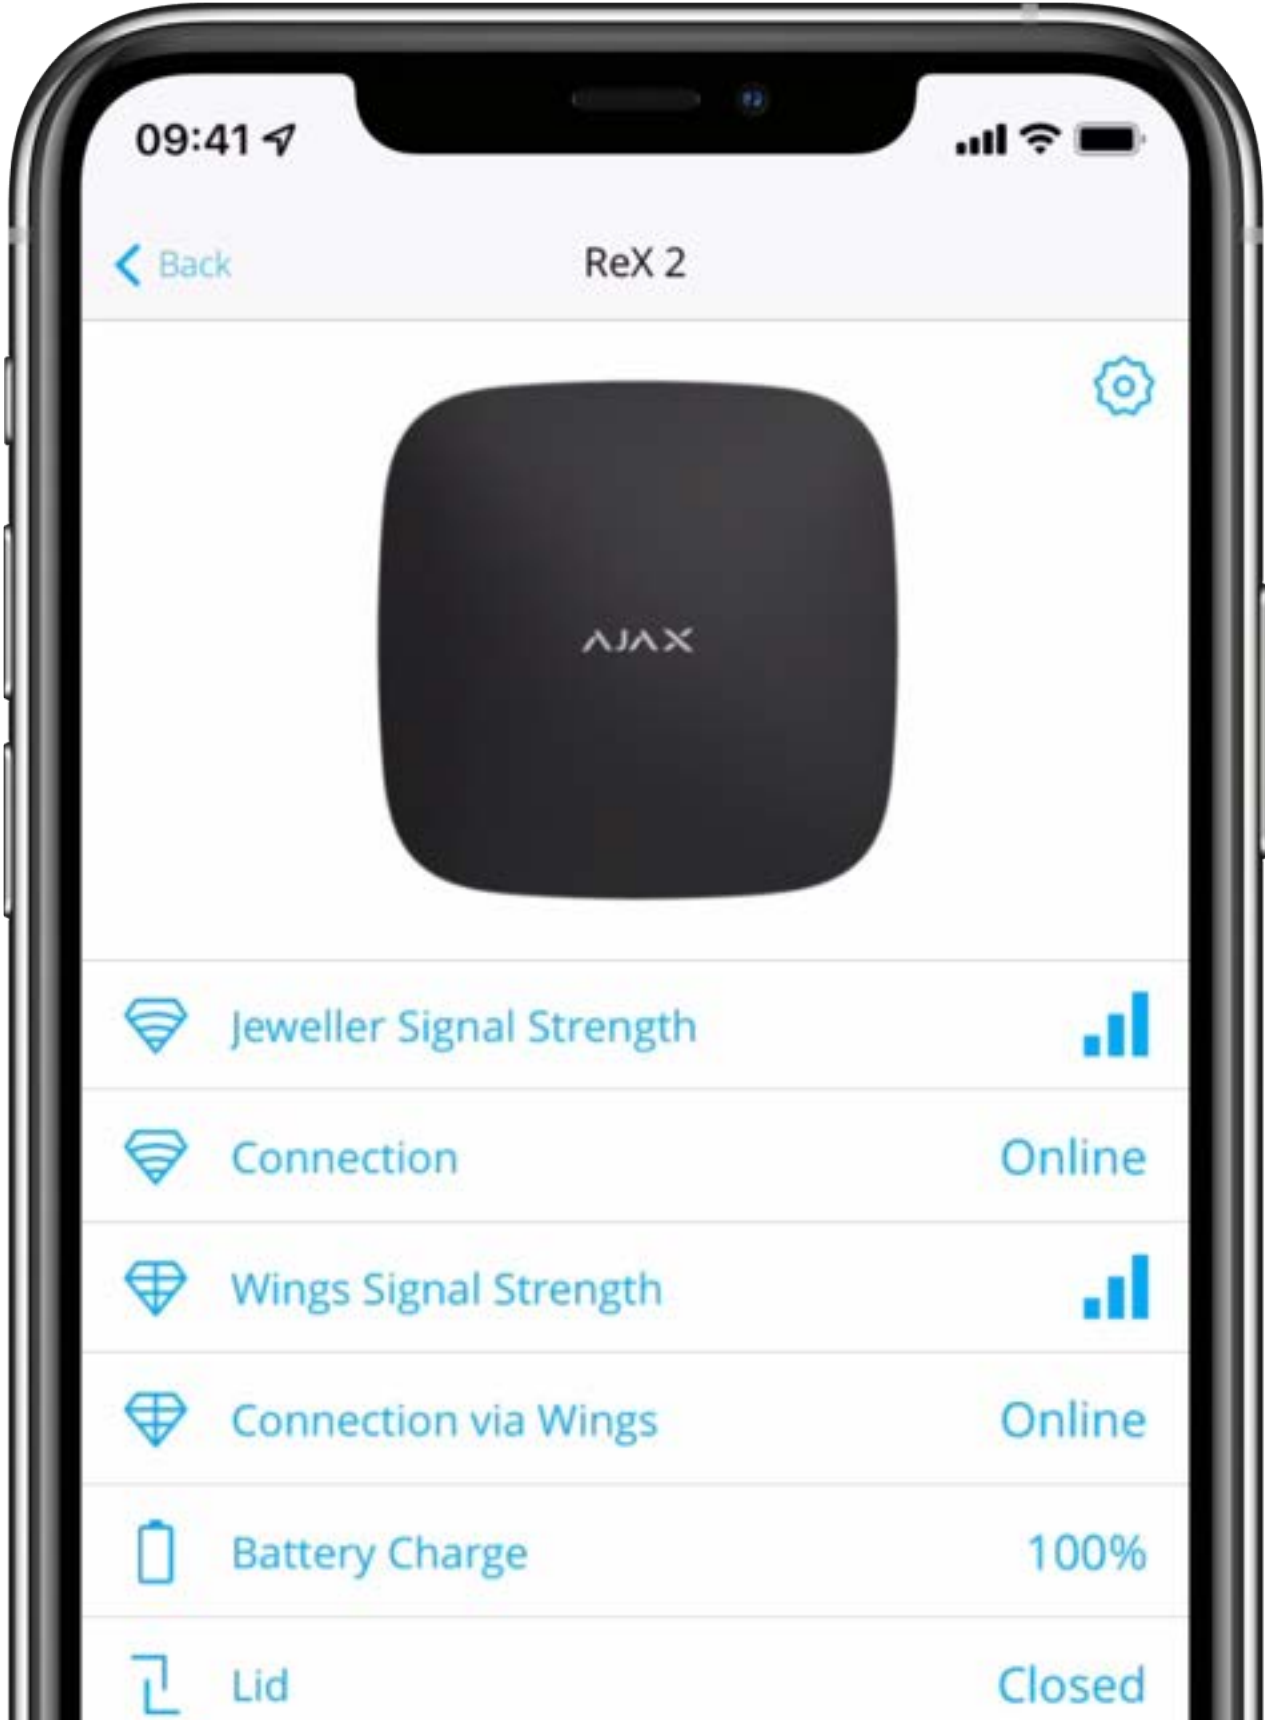 09:41
Back
ReX 2
AJAX
Jeweller Signal Strength
Connection Online
Wings Signal Strength
Connection via Wings Online
Battery Charge 100%
Lid Closed